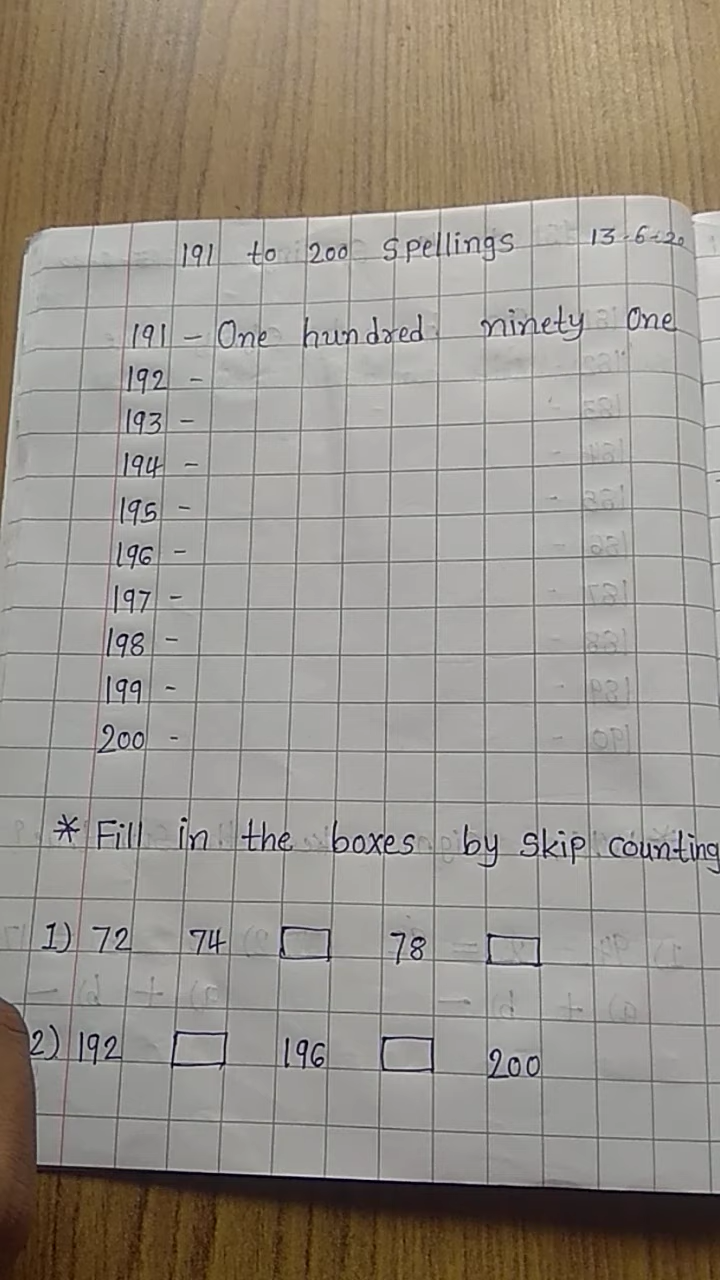 191 to 200 Spellings 13-6-20
191 - One hundred ninety One
192 -
193 -
194 -
195 -
196 -
197 -
198 -
199 -
200 -
* Fill in the boxes by skip counting
1) 72 74 78
2) 192 196 200